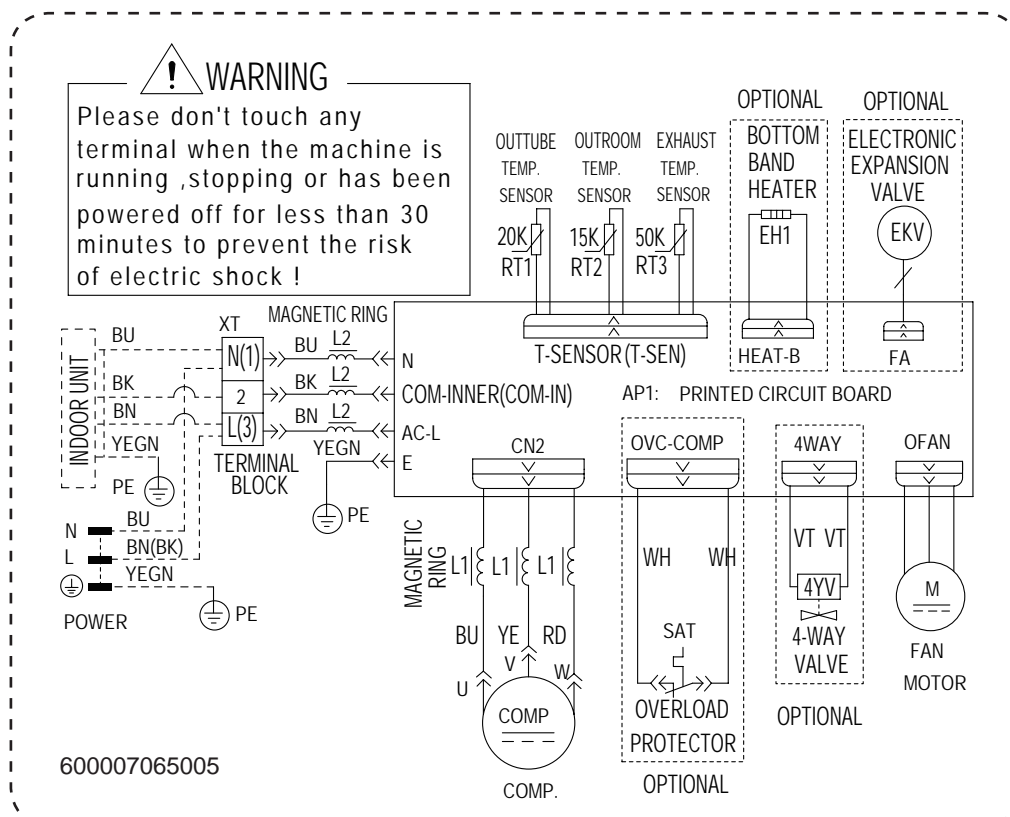 WARNING
Please don't touch any
terminal when the machine is
running ,stopping or has been
powered off for less than 30
minutes to prevent the risk
of electric shock !
OUTTUBE
TEMP.
SENSOR
OUTROOM
TEMP.
SENSOR
EXHAUST
TEMP.
SENSOR
20K
RT1
15K
RT2
50K
RT3
OPTIONAL
BOTTOM
BAND
HEATER
EH1
OPTIONAL
ELECTRONIC
EXPANSION
VALVE
EKV
T-SENSOR(T-SEN)
HEAT-B
FA
INDOOR UNIT
BU
BK
BN
YEGN
PE
XT
N(1)
2
L(3)
TERMINAL
BLOCK
MAGNETIC RING
BU L2
BK L2
BN L2
YEGN
PE
N
COM-INNER(COM-IN)
AC-L
E
AP1: PRINTED CIRCUIT BOARD
N
L
BU
BN(BK)
YEGN
PE
POWER
CN2
OVC-COMP
4WAY
OFAN
MAGNETIC
RING
L1 L1 L1
BU YE RD
U V W
COMP
COMP.
WH WH
SAT
OVERLOAD
PROTECTOR
OPTIONAL
VT VT
4YV
4-WAY
VALVE
OPTIONAL
M
FAN
MOTOR
600007065005